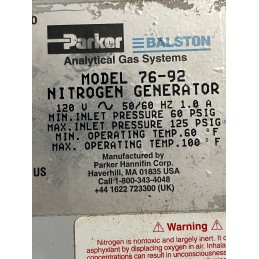 O
Parker BALSTON
Analytical Gas Systems
MODEL 76-92
NITROGEN GENERATOR
120 V ~ 50/60 HZ 1.0 A
MIN. INLET PRESSURE 60 PSIG
MAX. INLET PRESSURE 125 PSIG
MIN. OPERATING TEMP. 60 °F
MAX. OPERATING TEMP. 100 °F
US
Manufactured by
Parker Hannifin Corp.
Haverhill, MA 01835 USA
Call 1-800-343-4048
+44 1622 723300 (UK)
Warning
Nitrogen is nontoxic and largely inert. It c
by displacing oxygen in air. Inhala
centrations can result in unconsciousness